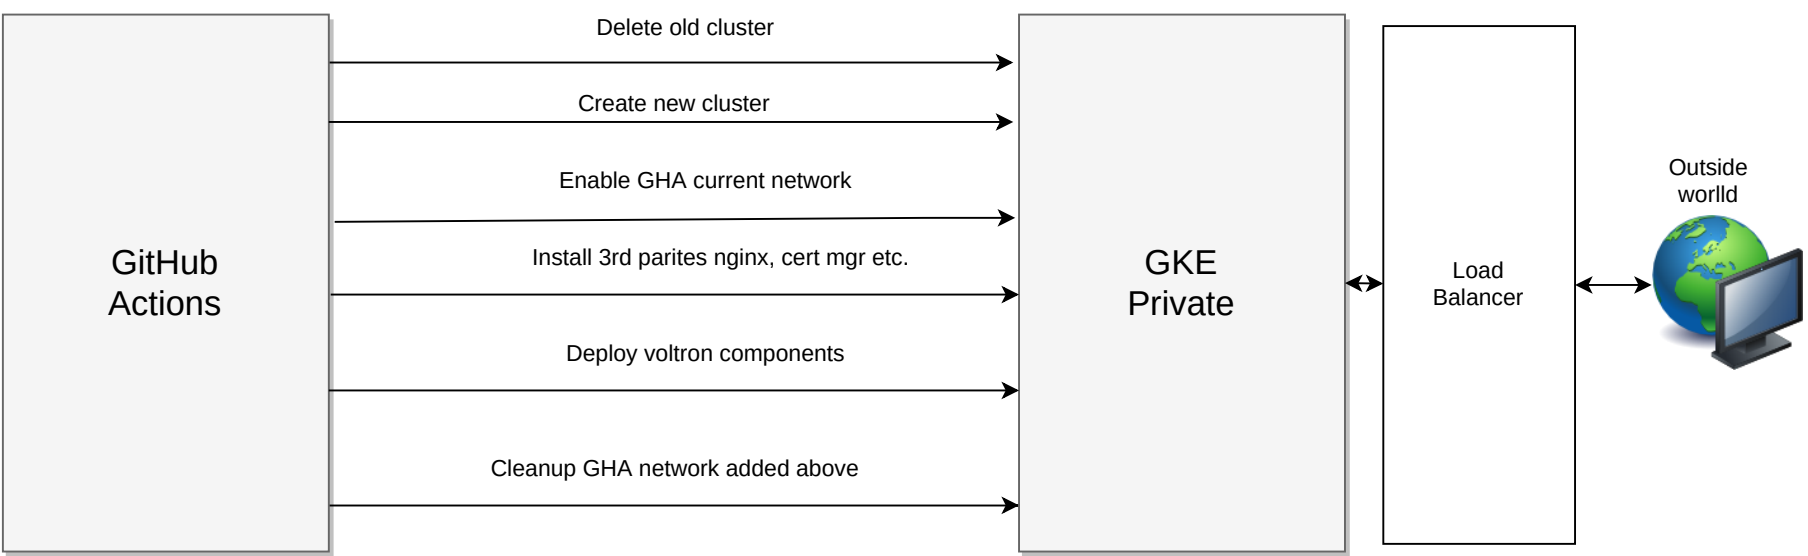 Delete old cluster
Create new cluster
Enable GHA current network
Install 3rd parites nginx, cert mgr etc.
Deploy voltron components
Cleanup GHA network added above
GitHub
Actions
GKE
Private
Load
Balancer
Outside
worlld